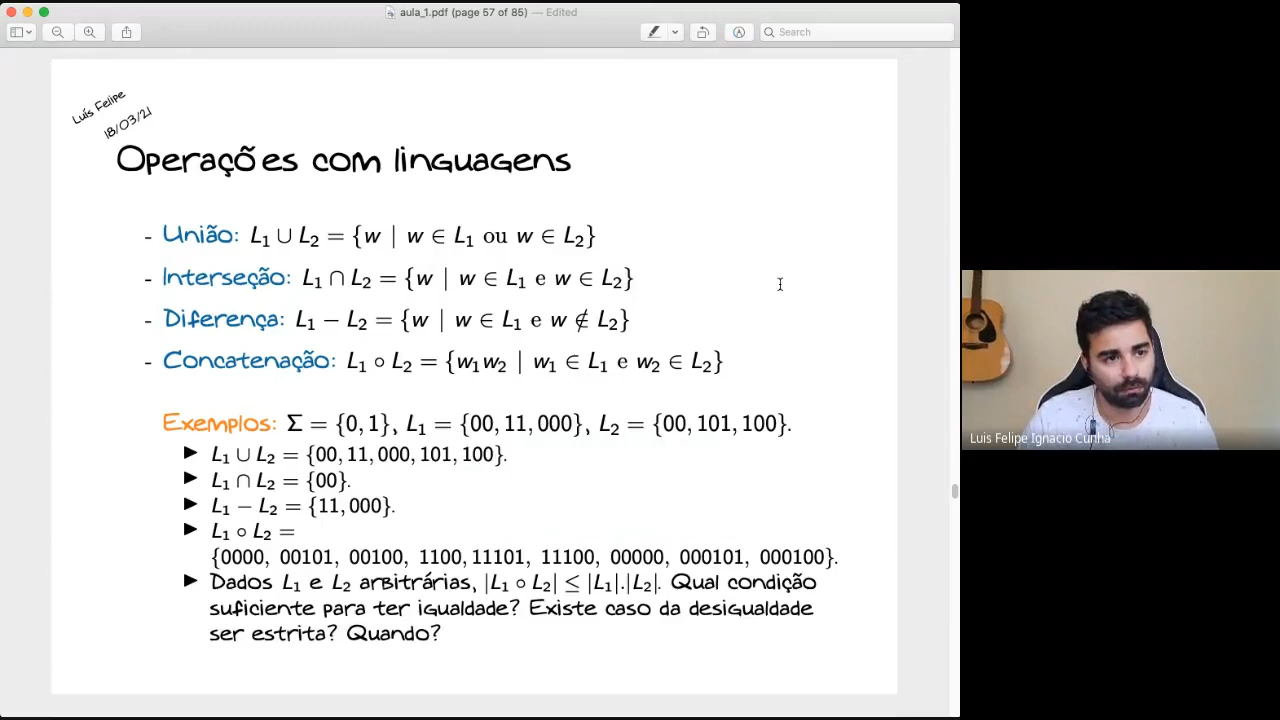 aula_1.pdf (page 57 of 85) — Edited
Search
Luís Felipe
18/03/21
Operações com linguagens
- União: L₁ ∪ L₂ = {w | w ∈ L₁ ou w ∈ L₂}
- Interseção: L₁ ∩ L₂ = {w | w ∈ L₁ e w ∈ L₂}
- Diferença: L₁ − L₂ = {w | w ∈ L₁ e w ∉ L₂}
- Concatenação: L₁ ∘ L₂ = {w₁w₂ | w₁ ∈ L₁ e w₂ ∈ L₂}
Exemplos: Σ = {0, 1}, L₁ = {00, 11, 000}, L₂ = {00, 101, 100}.
▶ L₁ ∪ L₂ = {00, 11, 000, 101, 100}.
▶ L₁ ∩ L₂ = {00}.
▶ L₁ − L₂ = {11, 000}.
▶ L₁ ∘ L₂ =
{0000, 00101, 00100, 1100, 11101, 11100, 00000, 000101, 000100}.
▶ Dados L₁ e L₂ arbitrárias, |L₁ ∘ L₂| ≤ |L₁|.|L₂|. Qual condição
suficiente para ter igualdade? Existe caso da desigualdade
ser estrita? Quando?
Luis Felipe Ignacio Cunha